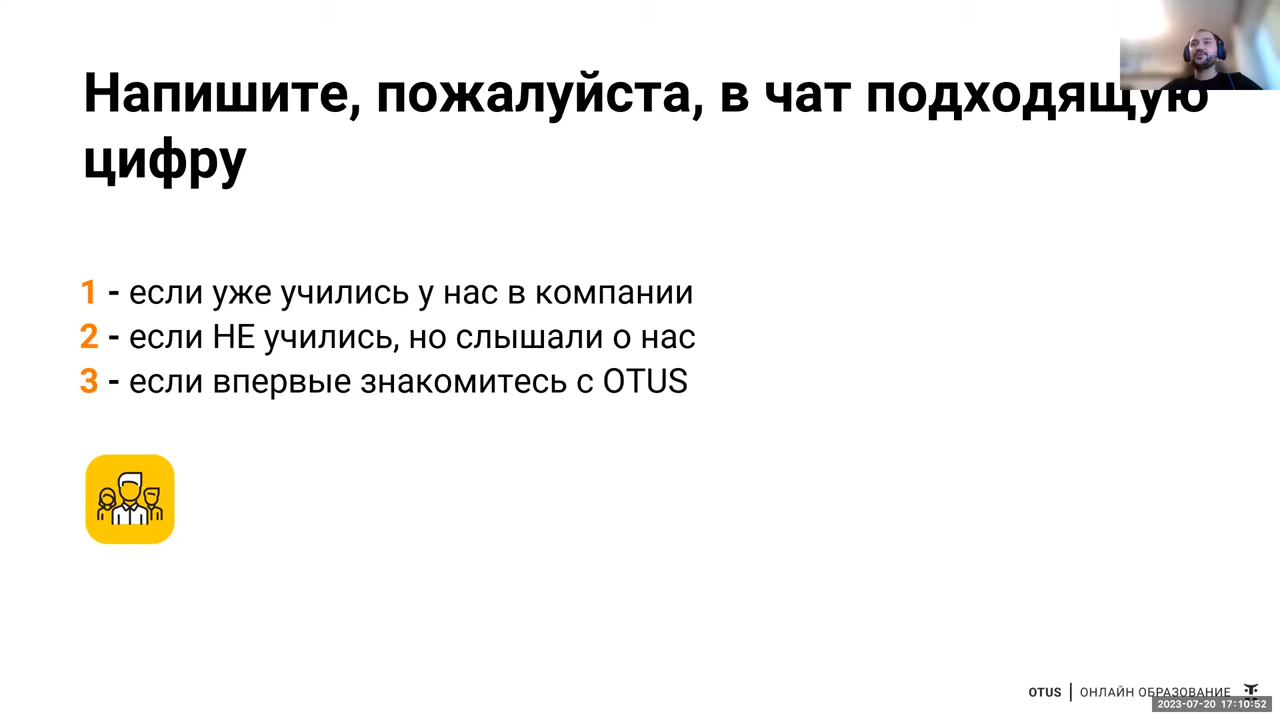 Напишите, пожалуйста, в чат подходящую
цифру
1 - если уже учились у нас в компании
2 - если НЕ учились, но слышали о нас
3 - если впервые знакомитесь с OTUS
OTUS | ОНЛАЙН ОБРАЗОВАНИЕ
2023-07-20 17:10:52